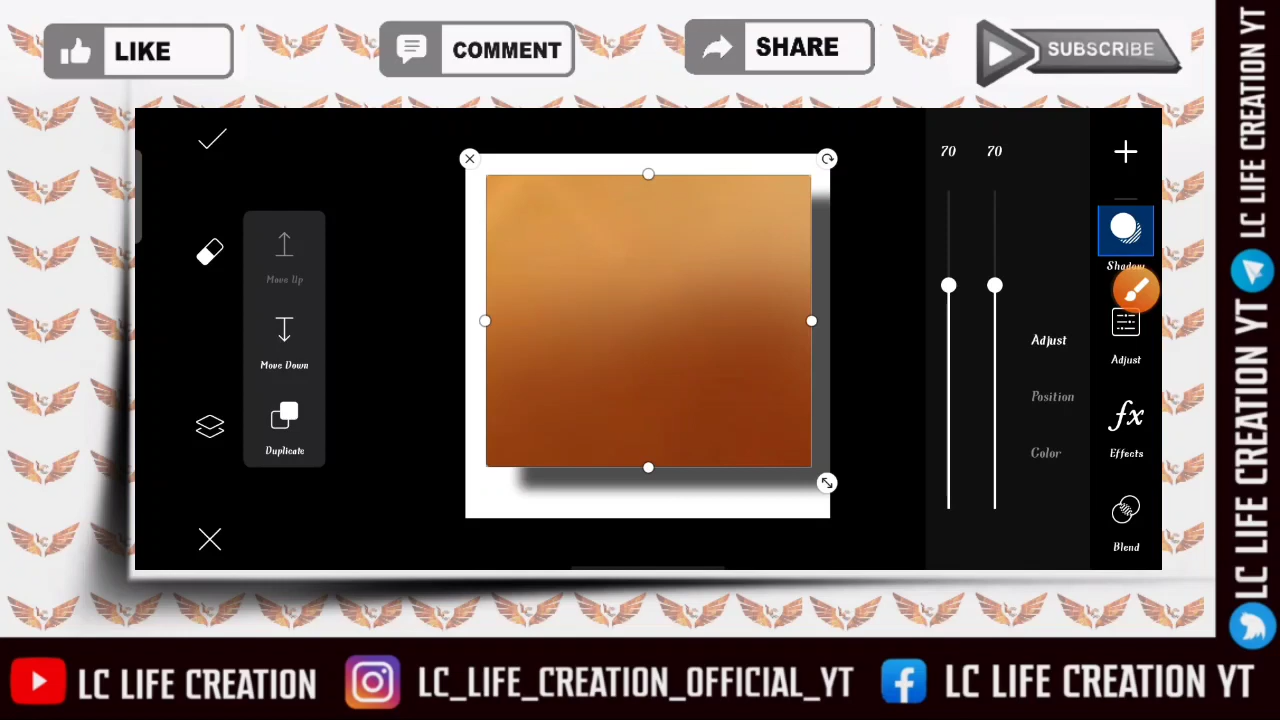 LIKE
COMMENT
SHARE
SUBSCRIBE
70 70
Move Up
Move Down
Duplicate
Adjust
Position
Color
Shadow
Adjust
fx
Effects
Blend
LC LIFE CREATION YT
LC LIFE CREATION YT
LC LIFE CREATION
LC_LIFE_CREATION_OFFICIAL_YT
LC LIFE CREATION YT